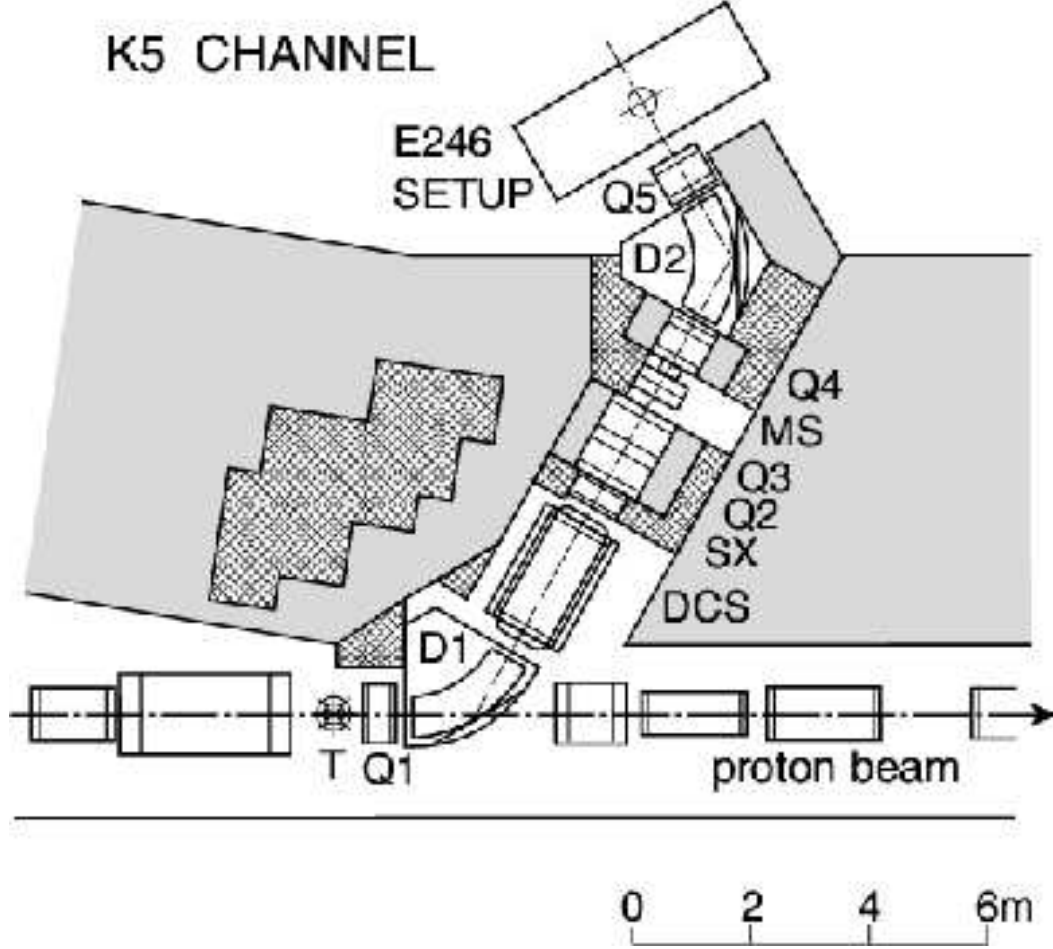 K5 CHANNEL
E246
SETUP
Q5
D2
Q4
MS
Q3
Q2
SX
DCS
D1
T
Q1
proton beam
0 2 4 6m